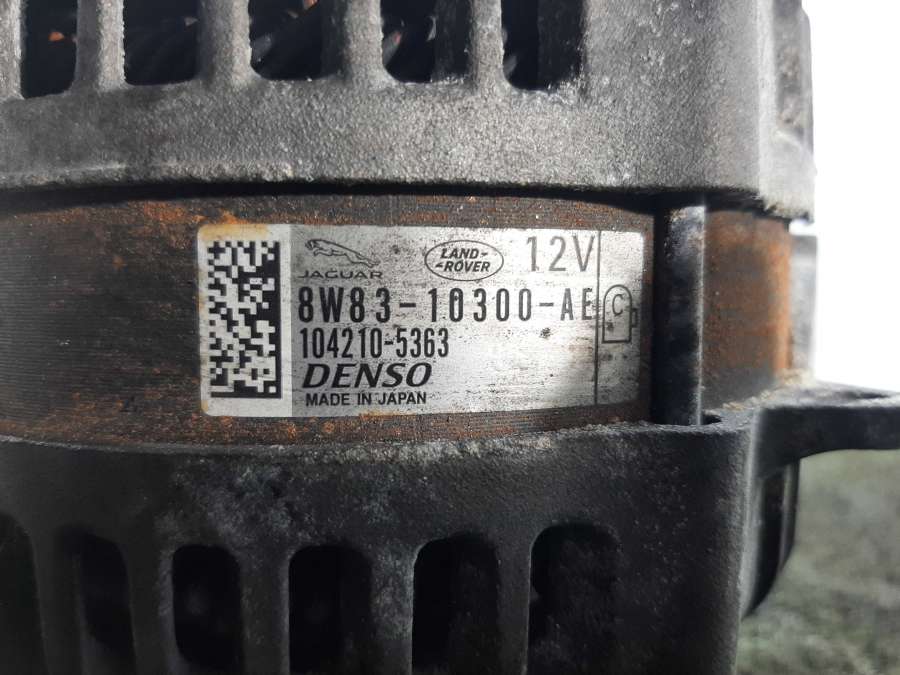 JAGUAR
LAND-
-ROVER
12V
8W83-10300-AE
C
104210-5363
DENSO
MADE IN JAPAN